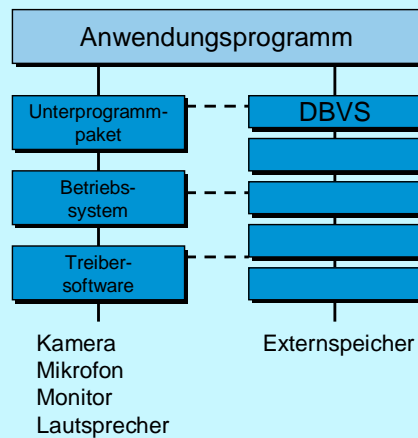 Anwendungsprogramm
Unterprogramm-
paket
DBVS
Betriebs-
system
Treiber-
software
Kamera
Mikrofon
Monitor
Lautsprecher
Externspeicher